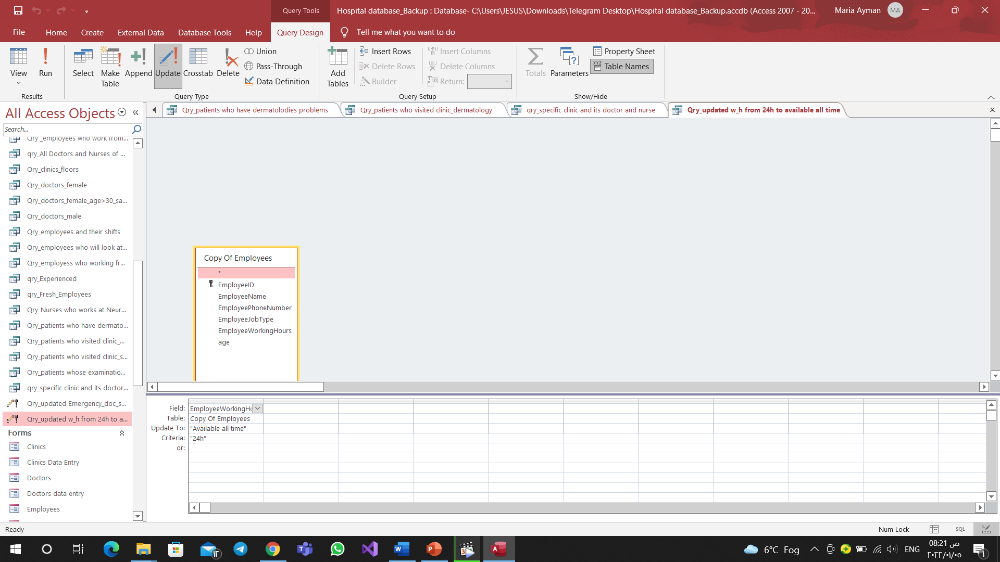 Query Tools
Hospital database_Backup : Database- C:\Users\JESUS\Downloads\Telegram Desktop\Hospital database_Backup.accdb (Access 2007 - 20...
Maria Ayman
MA
File
Home
Create
External Data
Database Tools
Help
Query Design
Tell me what you want to do
View
Run
Select
Make Table
Append
Update
Crosstab
Delete
Union
Pass-Through
Data Definition
Add Tables
Insert Rows
Delete Rows
Builder
Insert Columns
Delete Columns
Return:
Totals
Parameters
Property Sheet
Table Names
Results
Query Type
Query Setup
Show/Hide
All Access Objects
Search...
Qry_patients who have dermatolodies problems
Qry_patients who visited clinic_dermatology
qry_specific clinic and its doctor and nurse
Qry_updated w_h from 24h to available all time
Qry _employees who work from...
qry_All Doctors and Nurses of ...
Qry_clinics_floors
Qry_doctors_female
Qry_doctors_female_age>30_sa...
Qry_doctors_male
Qry_employees and their shifts
Qry_employees who will look at...
Qry_employess who working fr...
qry_Experienced
qry_Fresh_Employees
Qry_Nurses who works at Neur...
Qry_patients who have dermato...
Qry_patients who visited clinic_...
Qry_patients who visited clinic_s...
Qry_patients whose examinatio...
qry_specific clinic and its doctor...
Qry_updated Emergency_doc_s...
Qry_updated w_h from 24h to a...
Forms
Clinics
Clinics Data Entry
Doctors
Doctors data entry
Employees
Copy Of Employees
*
EmployeeID
EmployeeName
EmployeePhoneNumber
EmployeeJobType
EmployeeWorkingHours
age
Field: EmployeeWorkingHo
Table: Copy Of Employees
Update To: "Available all time"
Criteria: "24h"
or:
Ready
Num Lock
SQL
6°C Fog
ENG
08:21 ص
٢٠٢٢/٠١/٠٥
١٣
١